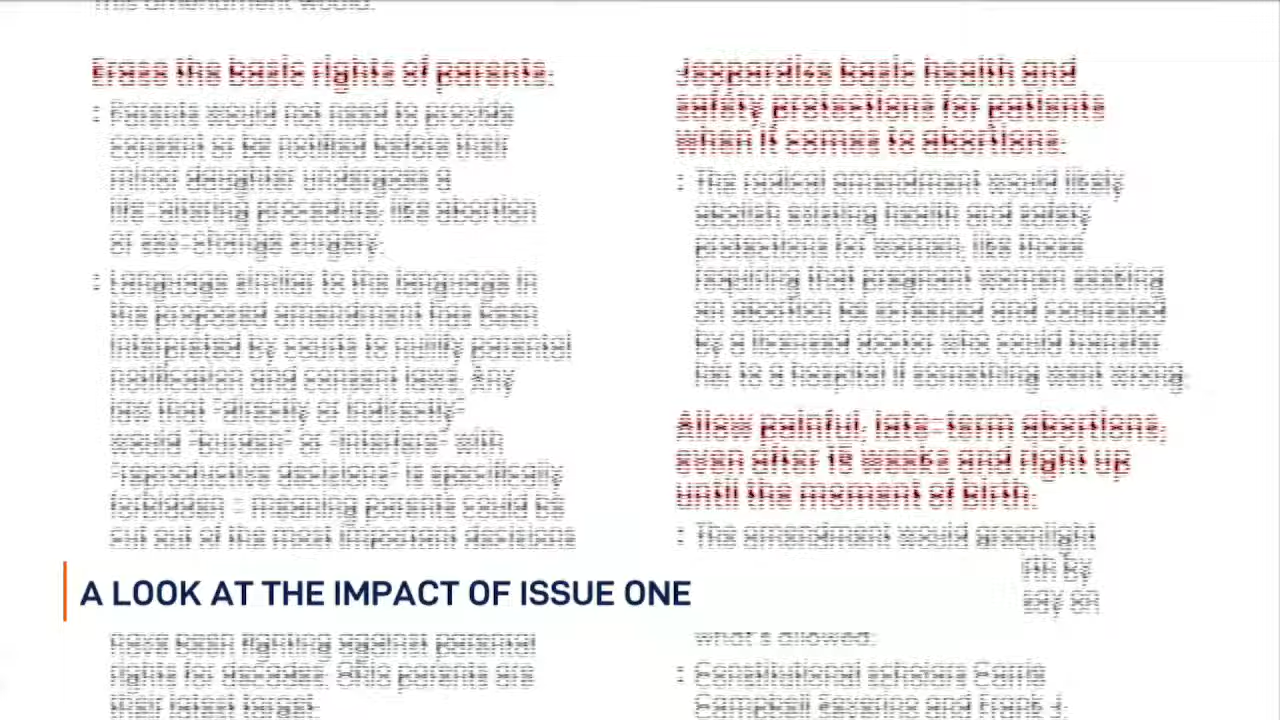 This amendment would:
Erase the basic rights of parents.
: Parents would not need to provide
consent or be notified before their
minor daughter undergoes a
life-altering procedure, like abortion
or sex-change surgery.
: Language similar to the language in
the proposed amendment has been
interpreted by courts to nullify parental
notification and consent laws. Any
law that "directly or indirectly"
would "burden" or "interfere" with
"reproductive decisions" is specifically
forbidden - meaning parents would be
cut out of the most important decisions
have been fighting against parental
rights for decades. Ohio parents are
their latest target.
Jeopardize basic health and
safety protections for patients
when it comes to abortions.
: The radical amendment would likely
abolish existing health and safety
protections for women, like those
requiring that pregnant women seeking
an abortion be examined and
by a licensed doctor who could transfer
her to a hospital if something went wrong.
Allow painful, late-term abortions,
even after weeks and right up
until the moment of birth.
: The amendment would greenlight
by
say on
what's allowed.
: Constitutional scholars
Campbell and Frank J.
A LOOK AT THE IMPACT OF ISSUE ONE